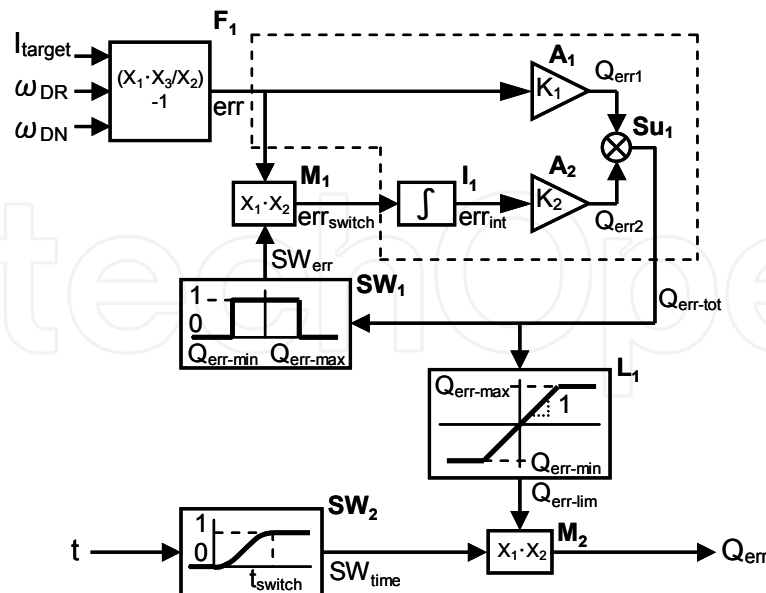 F1
Itarget
ωDR
ωDN
(X1·X3/X2)
-1
err
A1
K1
Qerr1
Su1
M1
X1·X2
errswitch
I1
∫
errint
A2
K2
Qerr2
SWerr
SW1
1
0
Qerr-min Qerr-max
Qerr-tot
L1
Qerr-max
1
Qerr-min
Qerr-lim
SW2
1
0
tswitch
t
SWtime
M2
X1·X2
Qerr
techOpe